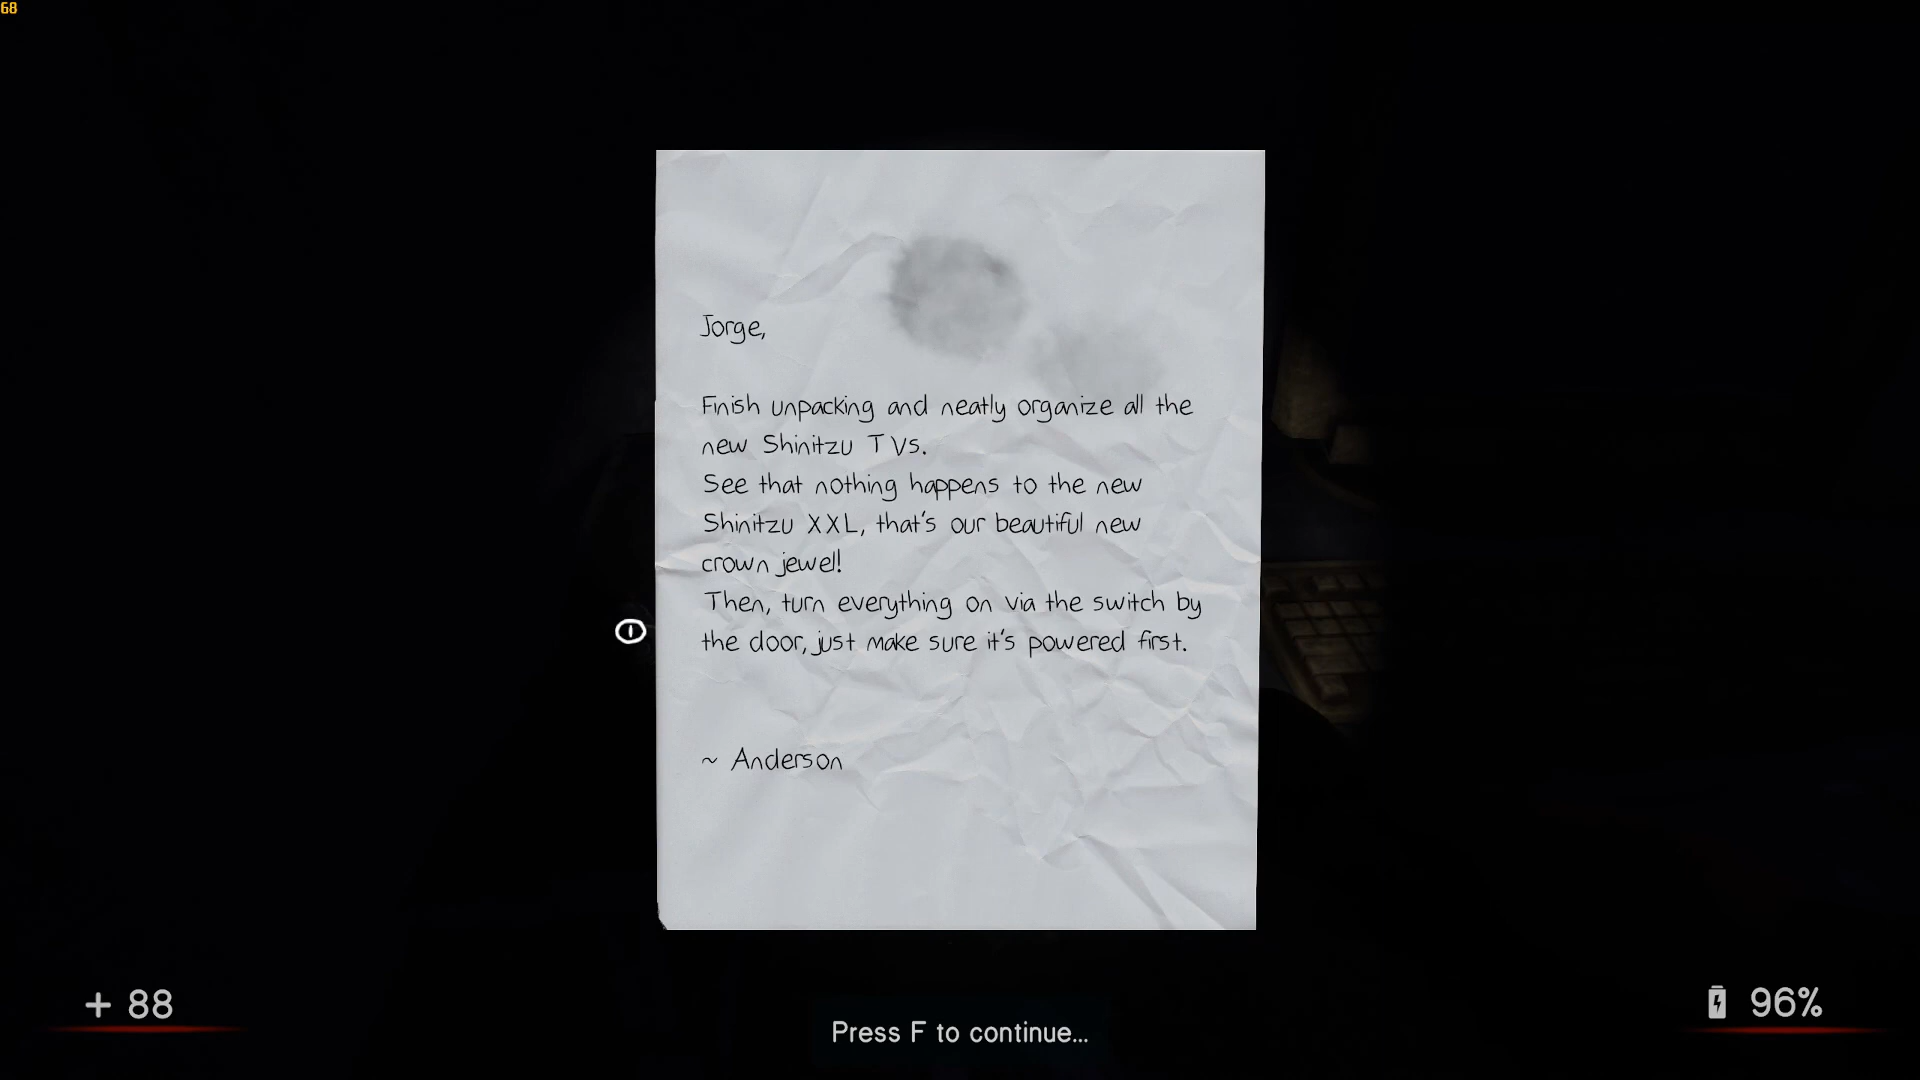 68
Jorge,
Finish unpacking and neatly organize all the
new Shinitzu TVs.
See that nothing happens to the new
Shinitzu XXL, that's our beautiful new
crown jewel!
Then, turn everything on via the switch by
the door, just make sure it's powered first.
~ Anderson
+ 88
96%
Press F to continue...